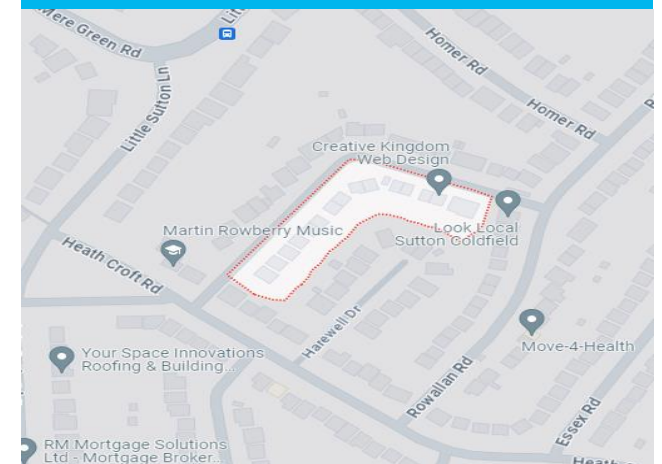 Mere Green Rd
Little Sutton Ln
Homer Rd
Homer Rd
Creative Kingdom
Web Design
Martin Rowberry Music
Look Local
Sutton Coldfield
Heath Croft Rd
Harewell Dr
Move-4-Health
Your Space Innovations
Roofing & Building...
Rowallan Rd
Essex Rd
RM Mortgage Solutions
Ltd - Mortgage Broker...